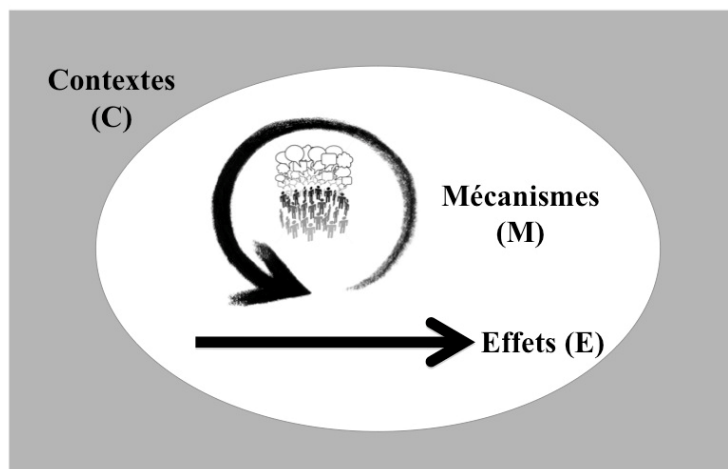 Contextes
(C)
Mécanismes
(M)
Effets (E)